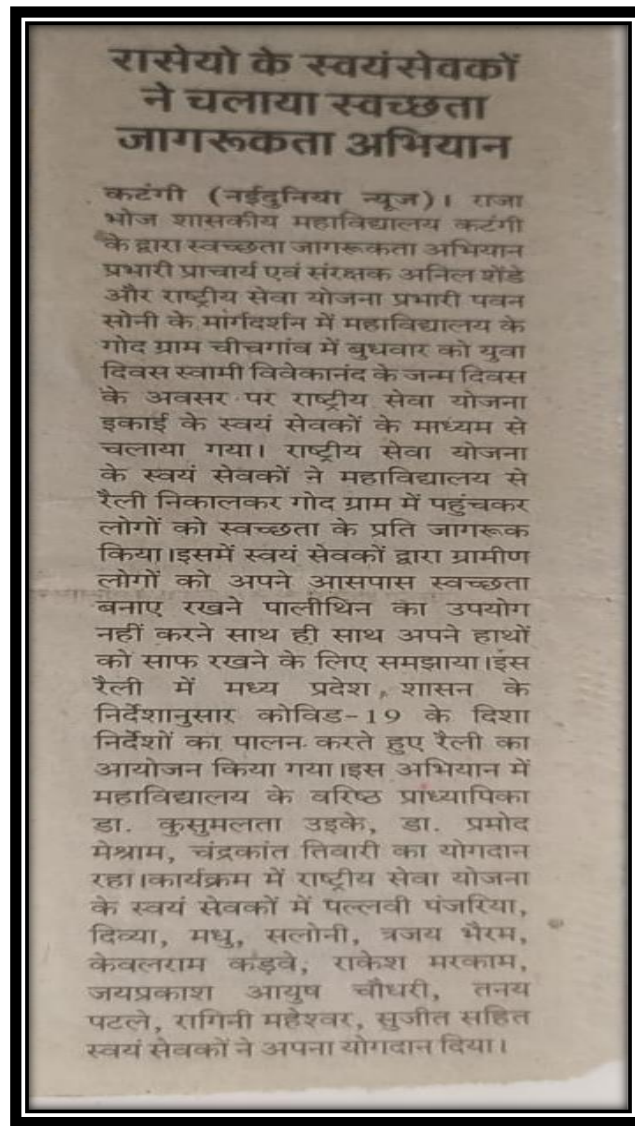 रासेयो के स्वयंसेवकों
ने चलाया स्वच्छता
जागरूकता अभियान
कटंगी (नईदुनिया न्यूज)। राजा
भोज शासकीय महाविद्यालय कटंगी
के द्वारा स्वच्छता जागरूकता अभियान
प्रभारी प्राचार्य एवं संरक्षक अनिल शेंडे
और राष्ट्रीय सेवा योजना प्रभारी पवन
सोनी के मार्गदर्शन में महाविद्यालय के
गोद ग्राम चीचगांव में बुधवार को युवा
दिवस स्वामी विवेकानंद के जन्म दिवस
के अवसर पर राष्ट्रीय सेवा योजना
इकाई के स्वयं सेवकों के माध्यम से
चलाया गया। राष्ट्रीय सेवा योजना
के स्वयं सेवकों ने महाविद्यालय से
रैली निकालकर गोद ग्राम में पहुंचकर
लोगों को स्वच्छता के प्रति जागरूक
किया।इसमें स्वयं सेवकों द्वारा ग्रामीण
लोगों को अपने आसपास स्वच्छता
बनाए रखने पालीथिन का उपयोग
नहीं करने साथ ही साथ अपने हाथों
को साफ रखने के लिए समझाया।इस
रैली में मध्य प्रदेश शासन के
निर्देशानुसार कोविड-19 के दिशा
निर्देशों का पालन करते हुए रैली का
आयोजन किया गया।इस अभियान में
महाविद्यालय के वरिष्ठ प्राध्यापिका
डा. कुसुमलता उइके, डा. प्रमोद
मेश्राम, चंद्रकांत तिवारी का योगदान
रहा।कार्यक्रम में राष्ट्रीय सेवा योजना
के स्वयं सेवकों में पल्लवी पंजरिया,
दिव्या, मधु, सलोनी, त्रजय भैरम,
केवलराम कड़वे, राकेश मरकाम,
जयप्रकाश आयुष चौधरी, तनय
पटले, रागिनी महेश्वर, सुजीत सहित
स्वयं सेवकों ने अपना योगदान दिया।